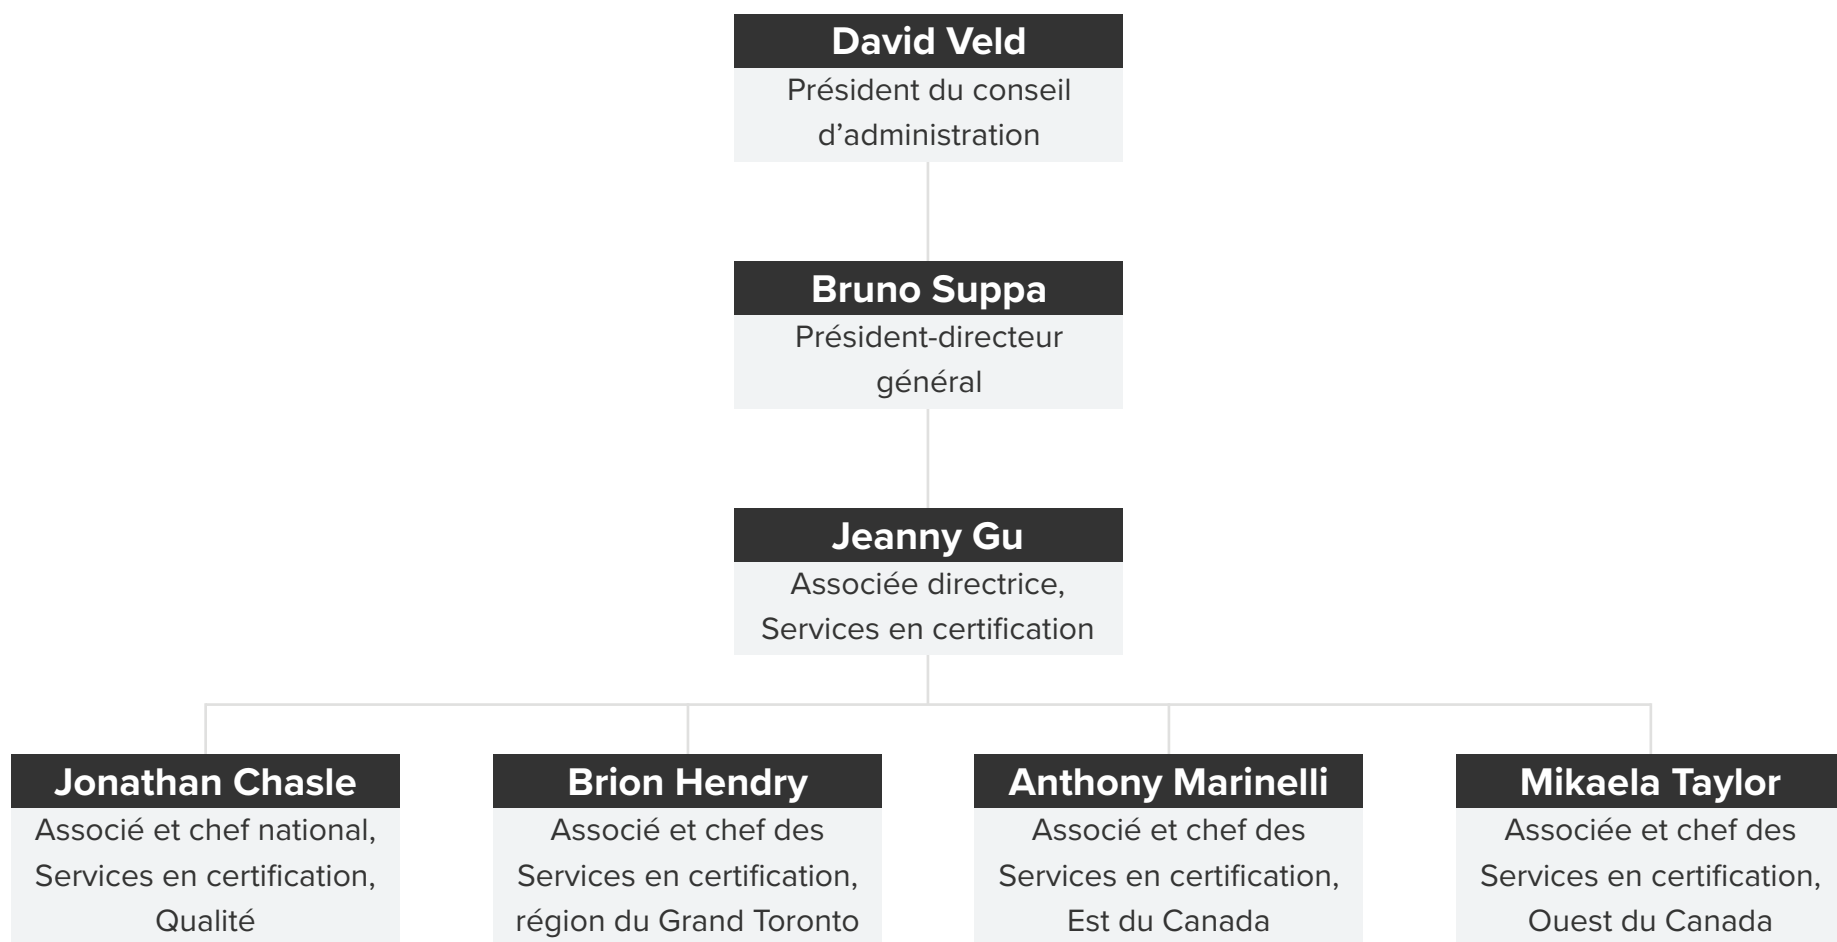 David Veld
Président du conseil
d’administration
Bruno Suppa
Président-directeur
général
Jeanny Gu
Associée directrice,
Services en certification
Jonathan Chasle
Associé et chef national,
Services en certification,
Qualité
Brion Hendry
Associé et chef des
Services en certification,
région du Grand Toronto
Anthony Marinelli
Associé et chef des
Services en certification,
Est du Canada
Mikaela Taylor
Associée et chef des
Services en certification,
Ouest du Canada